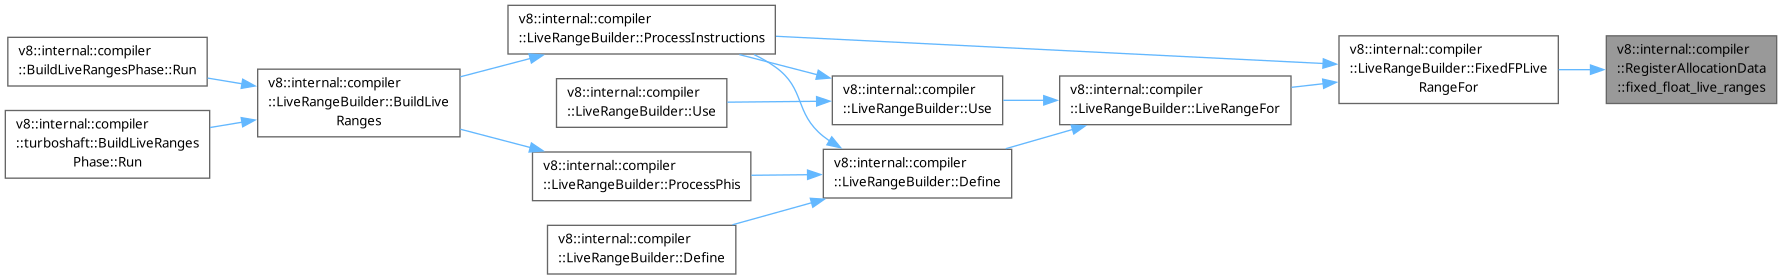 v8::internal::compiler
::BuildLiveRangesPhase::Run
v8::internal::compiler
::turboshaft::BuildLiveRanges
Phase::Run
v8::internal::compiler
::LiveRangeBuilder::BuildLive
Ranges
v8::internal::compiler
::LiveRangeBuilder::ProcessInstructions
v8::internal::compiler
::LiveRangeBuilder::Use
v8::internal::compiler
::LiveRangeBuilder::ProcessPhis
v8::internal::compiler
::LiveRangeBuilder::Define
v8::internal::compiler
::LiveRangeBuilder::Use
v8::internal::compiler
::LiveRangeBuilder::Define
v8::internal::compiler
::LiveRangeBuilder::LiveRangeFor
v8::internal::compiler
::LiveRangeBuilder::FixedFPLive
RangeFor
v8::internal::compiler
::RegisterAllocationData
::fixed_float_live_ranges